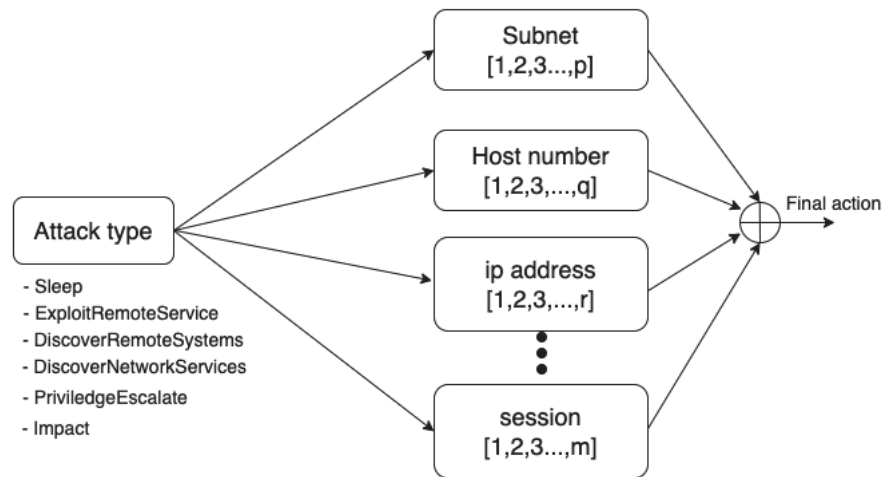 Subnet
[1,2,3...,p]
Host number
[1,2,3,...,q]
Final action
Attack type
ip address
[1,2,3,...,r]
- Sleep
- ExploitRemoteService
- DiscoverRemoteSystems
- DiscoverNetworkServices
- PriviledgeEscalate
- Impact
session
[1,2,3...,m]